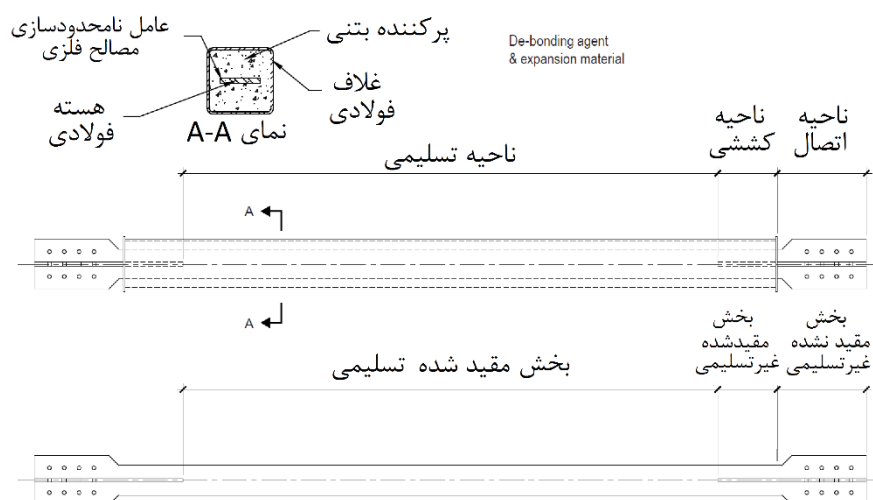 عامل نامحدودسازی
مصالح فلزی
پرکننده بتنی
De-bonding agent
& expansion material
هسته
فولادی
غلاف
فولادی
نمای A-A
ناحیه تسلیمی
ناحیه
کششی
ناحیه
اتصال
A
A
بخش مقید شده تسلیمی
بخش
مقیدشده
غیرتسلیمی
بخش
مقید نشده
غیرتسلیمی